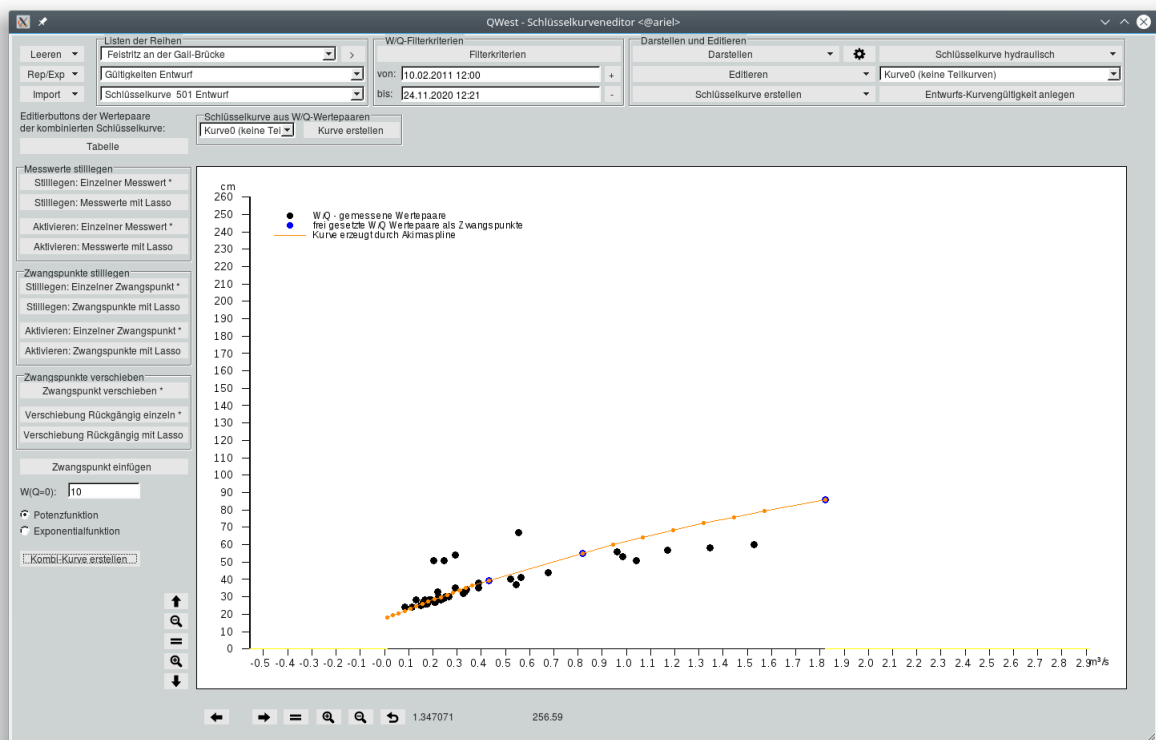 QWest - Schlüsselkurveneditor <@ariel>
Leeren
Rep/Exp
Import
Listen der Reihen
Feistritz an der Gail-Brücke
>
Gültigkeiten Entwurf
Schlüsselkurve 501 Entwurf
W/Q-Filterkriterien
Filterkriterien
von: 10.02.2011 12:00 +
bis: 24.11.2020 12:21 -
Darstellen und Editieren
Darstellen
Schlüsselkurve hydraulisch
Editieren
Kurve0 (keine Teilkurven)
Schlüsselkurve erstellen
Entwurfs-Kurvengültigkeit anlegen
Editierbuttons der Wertepaare
der kombinierten Schlüsselkurve:
Tabelle
Schlüsselkurve aus W/Q-Wertepaaren
Kurve0 (keine Tei
Kurve erstellen
Messwerte stilllegen
Stilllegen: Einzelner Messwert *
Stilllegen: Messwerte mit Lasso
Aktivieren: Einzelner Messwert *
Aktivieren: Messwerte mit Lasso
Zwangspunkte stilllegen
Stilllegen: Einzelner Zwangspunkt *
Stilllegen: Zwangspunkte mit Lasso
Aktivieren: Einzelner Zwangspunkt *
Aktivieren: Zwangspunkte mit Lasso
Zwangspunkte verschieben
Zwangspunkt verschieben *
Verschiebung Rückgängig einzeln *
Verschiebung Rückgängig mit Lasso
Zwangspunkt einfügen
W(Q=0): 10
Potenzfunktion
Exponentialfunktion
Kombi-Kurve erstellen
cm
260
250
240
230
220
210
200
190
180
170
160
150
140
130
120
110
100
90
80
70
60
50
40
30
20
10
0
W/Q - gemessene Wertepaare
frei gesetzte W/Q Wertepaare als Zwangspunkte
Kurve erzeugt durch Akimaspline
-0.5 -0.4 -0.3 -0.2 -0.1 -0.0 0.1 0.2 0.3 0.4 0.5 0.6 0.7 0.8 0.9 1.0 1.1 1.2 1.3 1.4 1.5 1.6 1.7 1.8 1.9 2.0 2.1 2.2 2.3 2.4 2.5 2.6 2.7 2.8 2.9 m³/s
1.347071 256.59